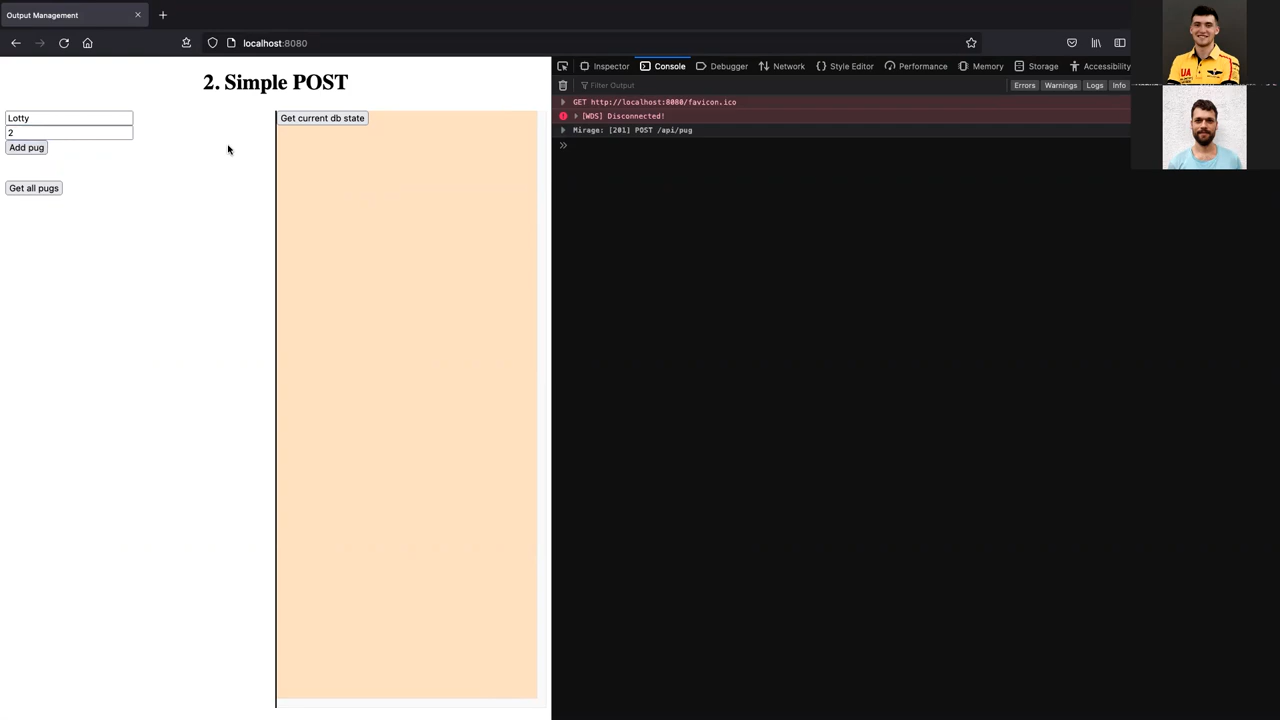 Output Management
localhost:8080
2. Simple POST
Lotty
2
Add pug
Get all pugs
Get current db state
Inspector
Console
Debugger
Network
Style Editor
Performance
Memory
Storage
Accessibility
Filter Output
Errors
Warnings
Logs
Info
GET http://localhost:8080/favicon.ico
[WDS] Disconnected!
Mirage: [201] POST /api/pug
UA